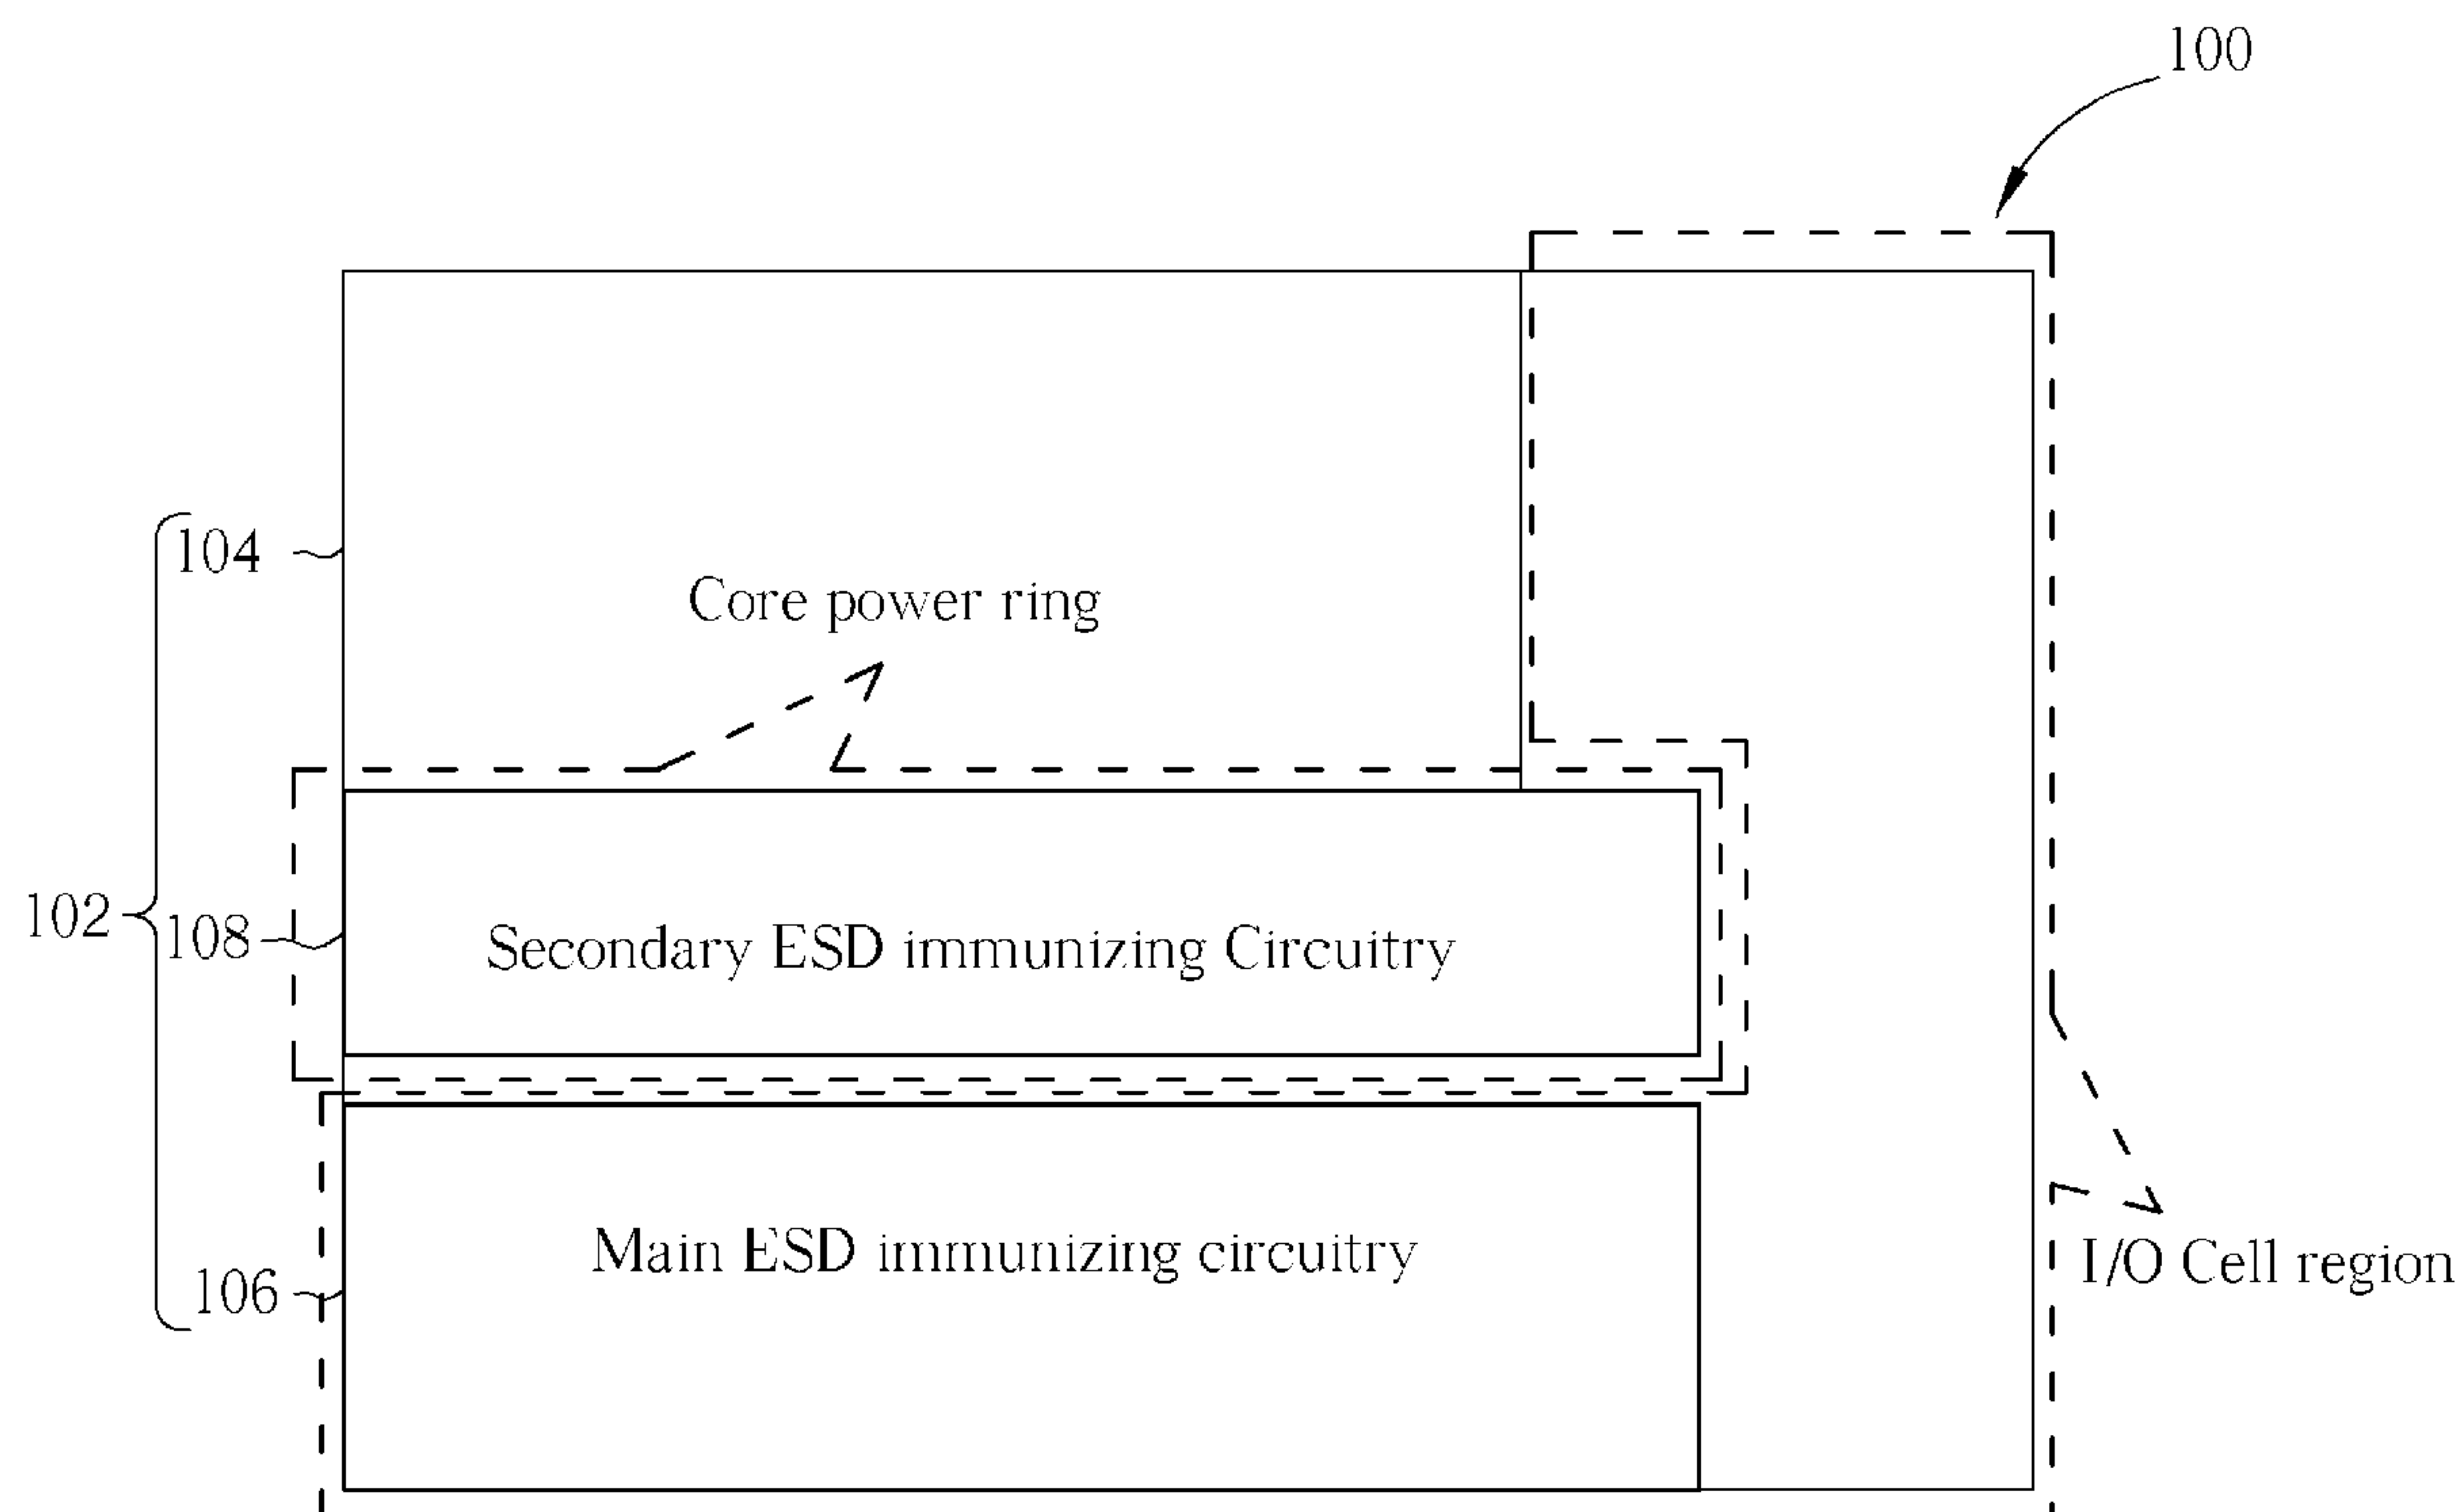 100
104
Core power ring
102
108
Secondary ESD immunizing Circuitry
Main ESD immunizing circuitry
I/O Cell region
106